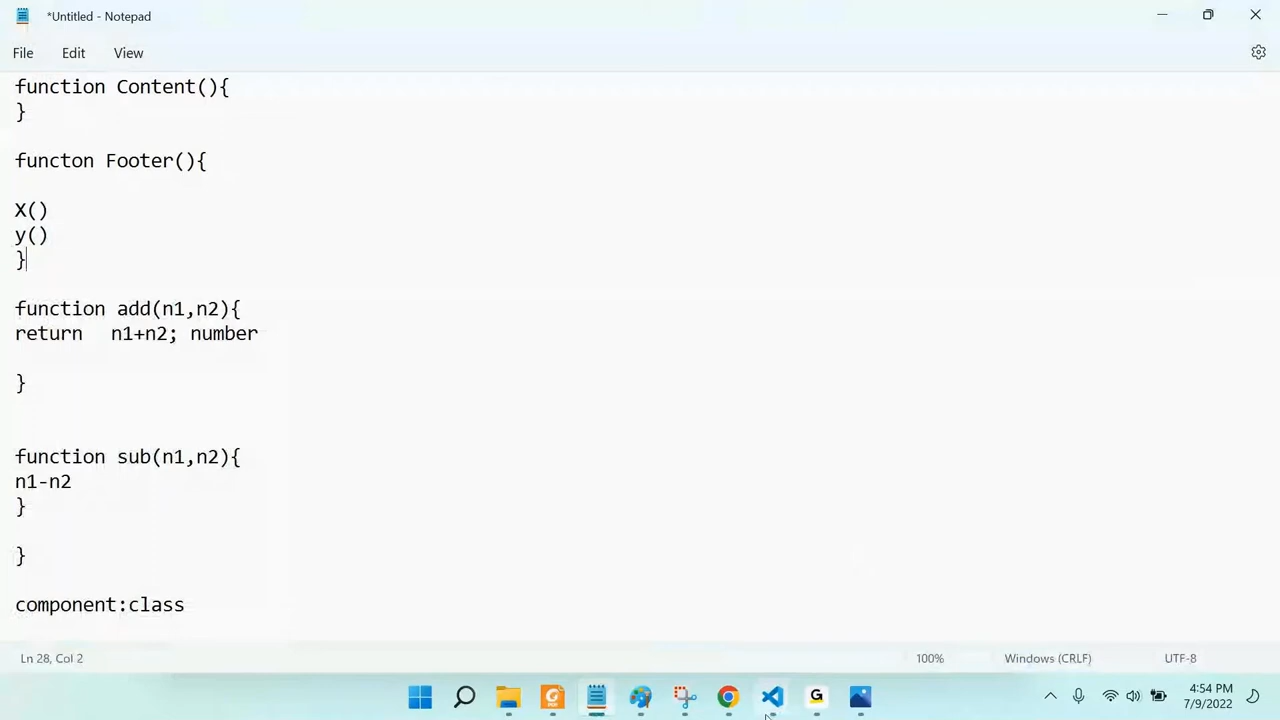 *Untitled - Notepad
File Edit View
function Content(){
}
functon Footer(){
X()
y()
}
function add(n1,n2){
return   n1+n2; number
}
function sub(n1,n2){
n1-n2
}
}
component:class
Ln 28, Col 2 100% Windows (CRLF) UTF-8
PDF G 4:54 PM
7/9/2022